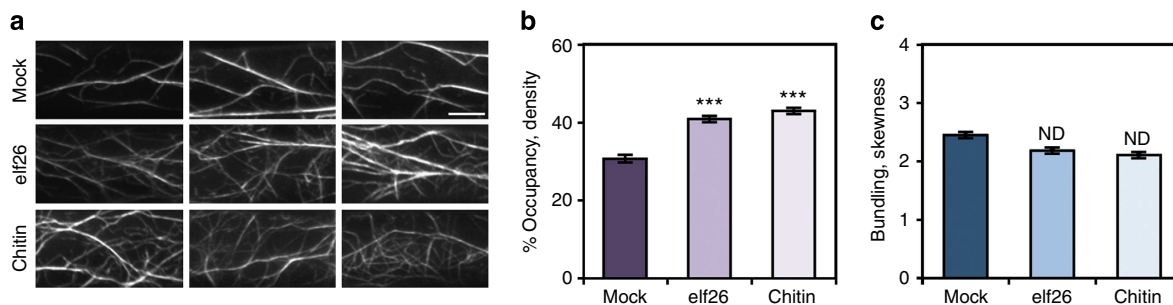 a
Mock
elf26
Chitin
b
% Occupancy, density
60
40
20
0
***
***
Mock
elf26
Chitin
c
Bundling, skewness
4
3
2
1
0
ND
ND
Mock
elf26
Chitin